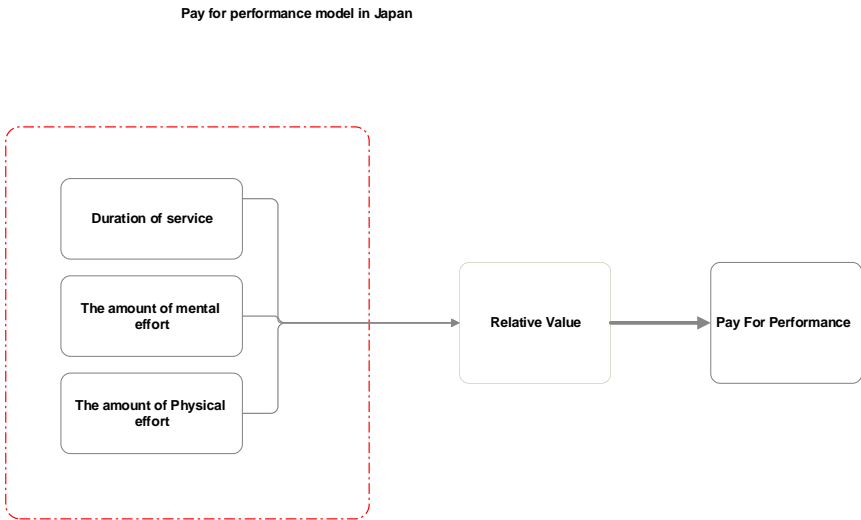 Pay for performance model in Japan
Duration of service
The amount of mental
effort
The amount of Physical
effort
Relative Value
Pay For Performance